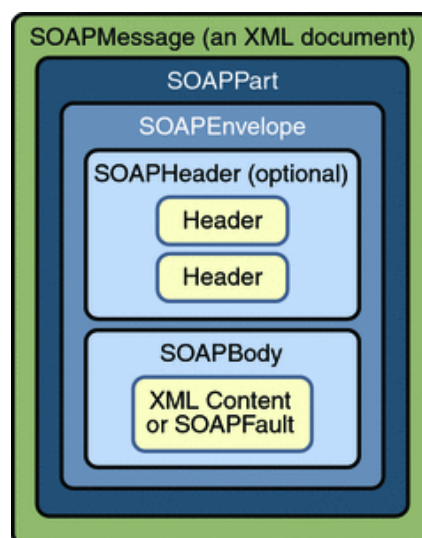 SOAPMessage (an XML document)
SOAPPart
SOAPEnvelope
SOAPHeader (optional)
Header
Header
SOAPBody
XML Content
or SOAPFault